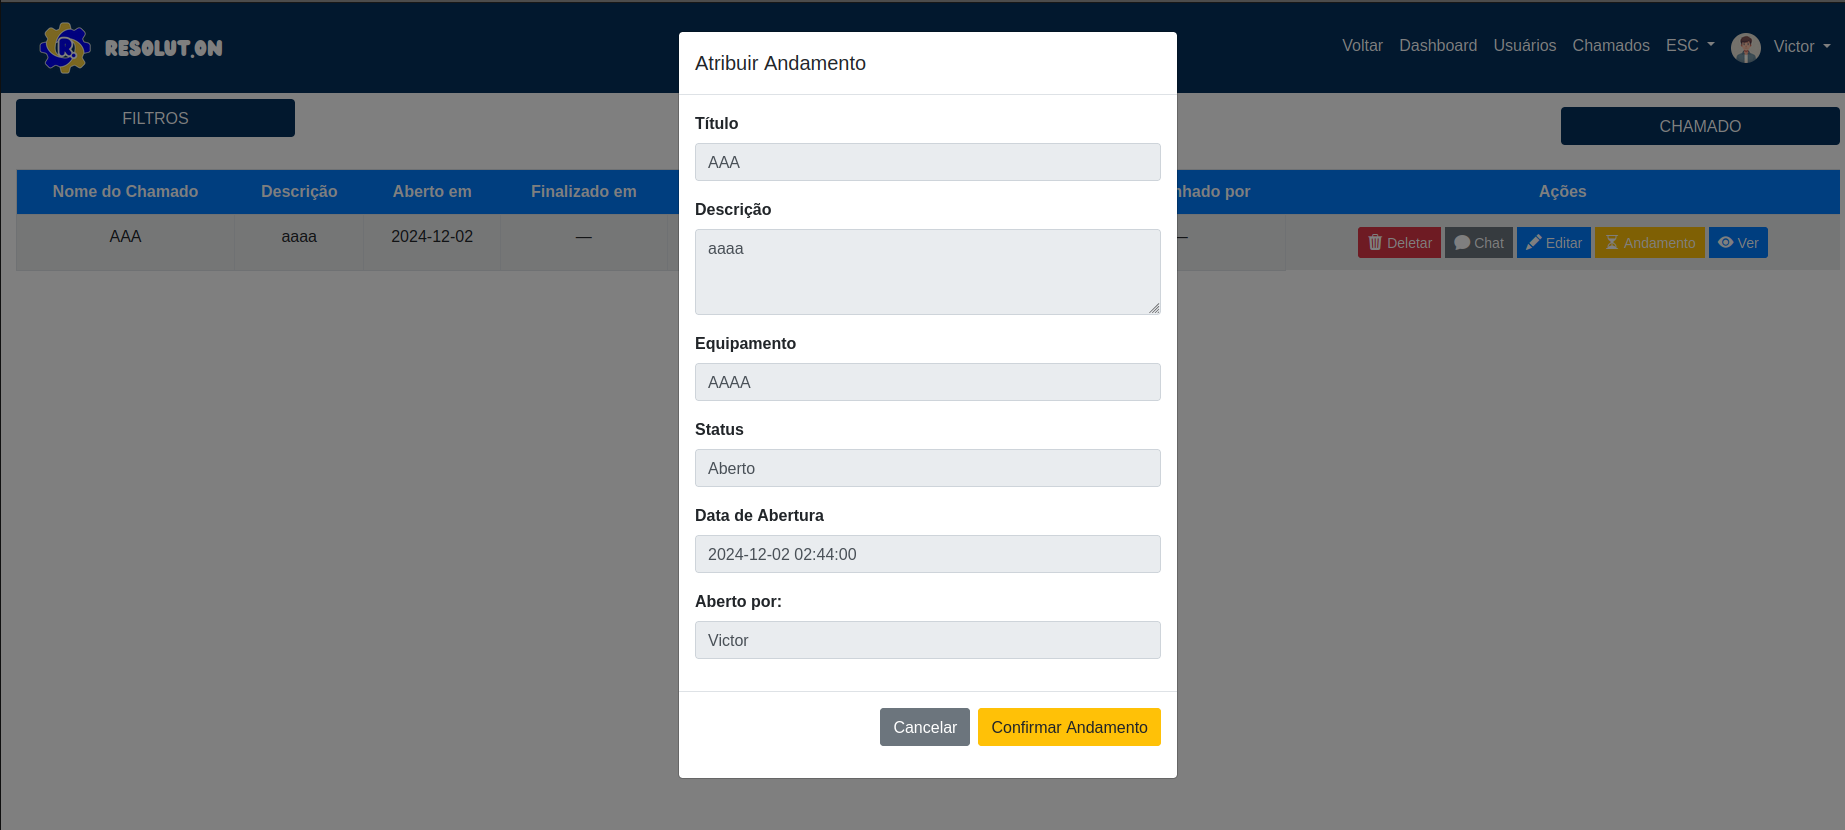 RESOLUT.ON
Voltar Dashboard Usuários Chamados ESC Victor
FILTROS
CHAMADO
Nome do Chamado Descrição Aberto em Finalizado em nhado por Ações
AAA aaaa 2024-12-02 — — Deletar Chat Editar Andamento Ver
Atribuir Andamento
Título
AAA
Descrição
aaaa
Equipamento
AAAA
Status
Aberto
Data de Abertura
2024-12-02 02:44:00
Aberto por:
Victor
Cancelar Confirmar Andamento